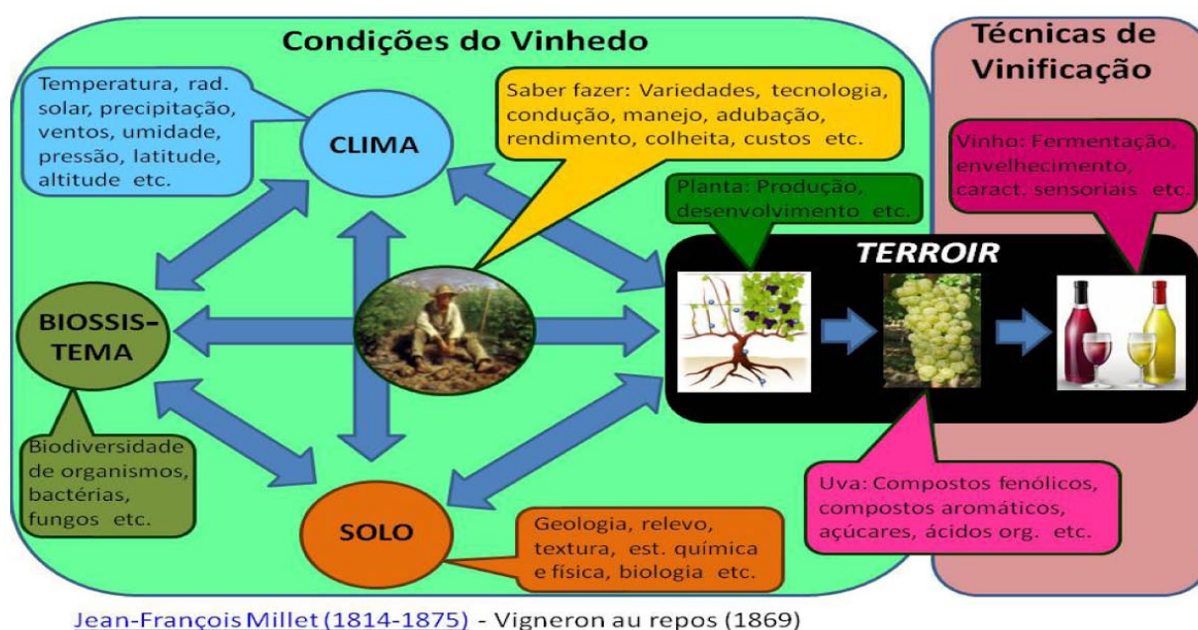 Condições do Vinhedo
Técnicas de
Vinificação
Temperatura, rad.
solar, precipitação,
ventos, umidade,
pressão, latitude,
altitude etc.
CLIMA
Saber fazer: Variedades, tecnologia,
condução, manejo, adubação,
rendimento, colheita, custos etc.
Planta: Produção,
desenvolvimento etc.
Vinho: Fermentação,
envelhecimento,
caract. sensoriais etc.
TERROIR
BIOSSIS-
TEMA
Biodiversidade
de organismos,
bactérias,
fungos etc.
SOLO
Geologia, relevo,
textura, est. química
e física, biologia etc.
Uva: Compostos fenólicos,
compostos aromáticos,
açúcares, ácidos org. etc.
Jean-François Millet (1814-1875) - Vigneron au repos (1869)